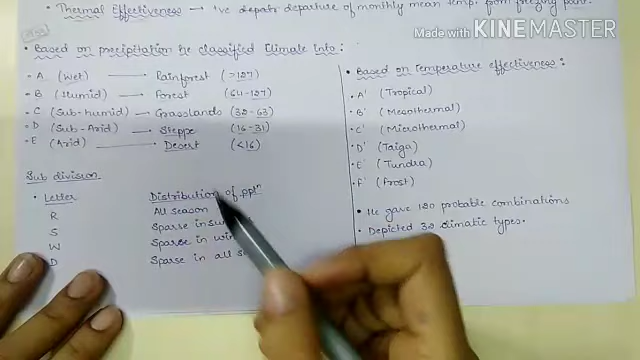 • Thermal Effectiveness → +ve depatr departure of monthly mean temp. from freezing point.
Made with KINEMASTER
• Based on precipitation he classified climate into:
• A (Wet) → Rainforest (>127)
• B (Humid) → Forest (64-127)
• C (Sub-humid) → Grasslands (32-63)
• D (Sub-Arid) → Steppe (16-31)
• E (Arid) → Desert (<16)
Sub division
• Letter Distribution of pptn
R All season
S Sparse in
W Sparse in win
D Sparse in all
• Based on temperature effectiveness:
• A' (Tropical)
• B' (Mesothermal)
• C' (Microthermal)
• D' (Taiga)
• E' (Tundra)
• F' (Frost)
• He gave 120 probable combinations
• Depicted 32 climatic types.